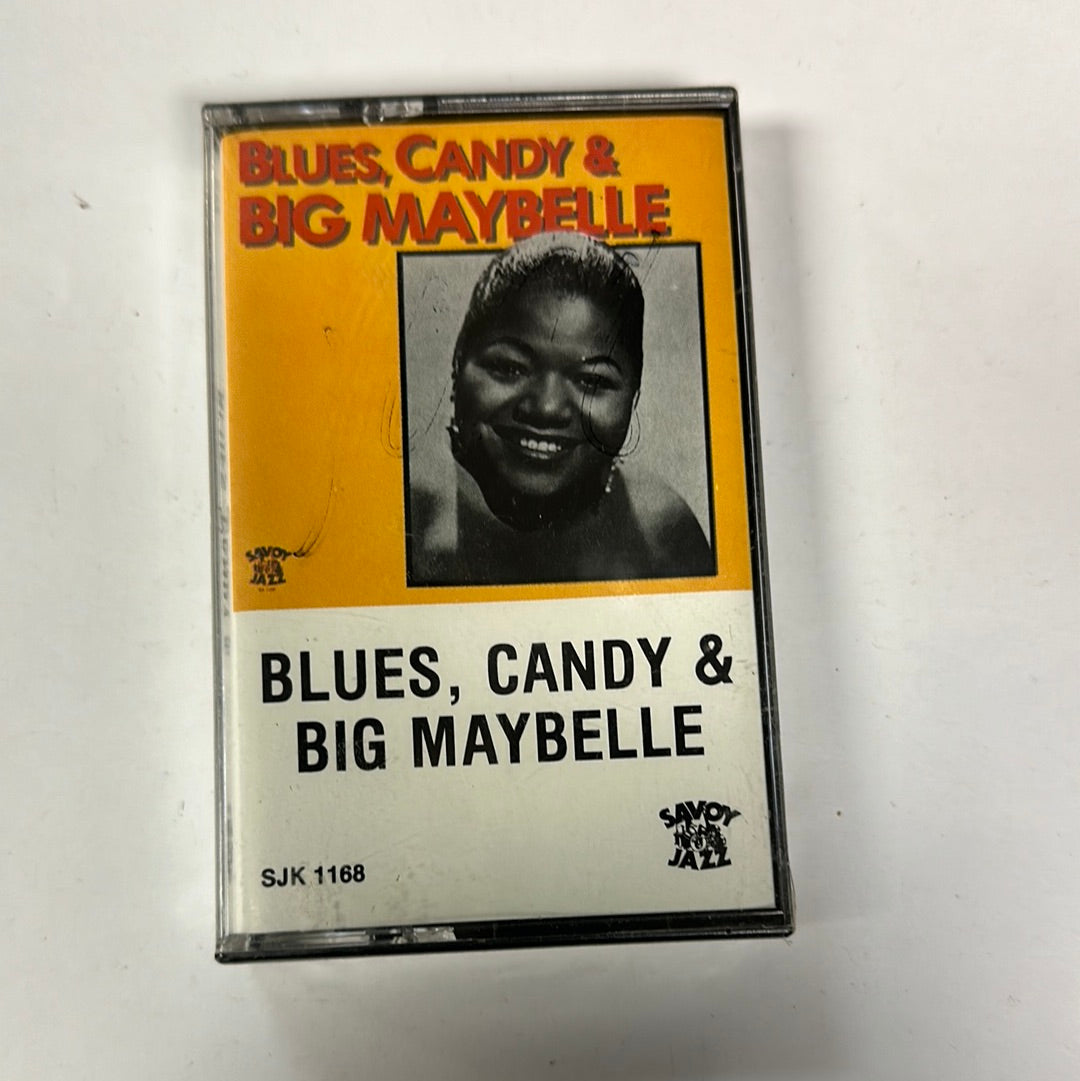 BLUES, CANDY &
BIG MAYBELLE
SAVOY
JAZZ
BLUES, CANDY &
BIG MAYBELLE
SAVOY
JAZZ
SJK 1168